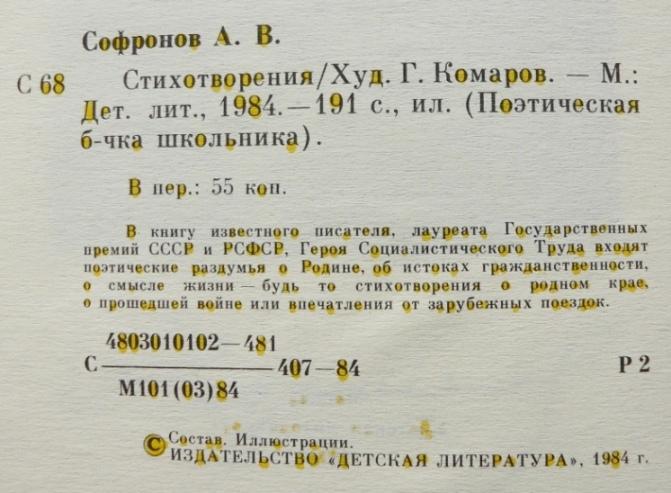 Софронов А. В.
С 68 Стихотворения/Худ. Г. Комаров. — М.:
Дет. лит., 1984.—191 с., ил. (Поэтическая
б-чка школьника).
В пер.: 55 коп.
В книгу известного писателя, лауреата Государственных
премий СССР и РСФСР, Героя Социалистического Труда входят
поэтические раздумья о Родине, об истоках гражданственности,
о смысле жизни — будь то стихотворения о родном крае,
о прошедшей войне или впечатления от зарубежных поездок.
4803010102—481
С 407—84 Р 2
М101(03)84
© Состав. Иллюстрации.
ИЗДАТЕЛЬСТВО «ДЕТСКАЯ ЛИТЕРАТУРА», 1984 г.